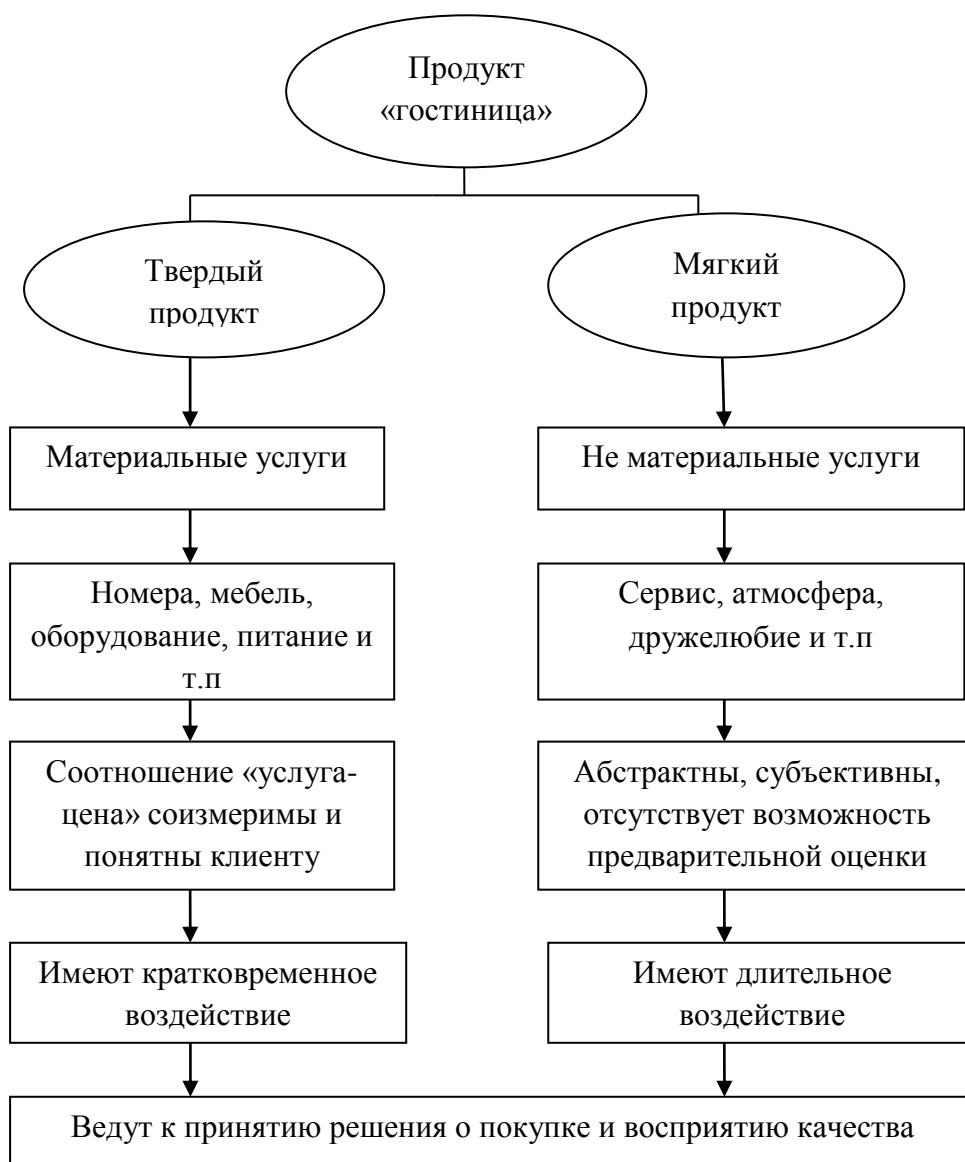 Продукт
«гостиница»
Твердый
продукт
Мягкий
продукт
Материальные услуги
Не материальные услуги
Номера, мебель,
оборудование, питание и
т.п
Сервис, атмосфера,
дружелюбие и т.п
Соотношение «услуга-
цена» соизмеримы и
понятны клиенту
Абстрактны, субъективны,
отсутствует возможность
предварительной оценки
Имеют кратковременное
воздействие
Имеют длительное
воздействие
Ведут к принятию решения о покупке и восприятию качества